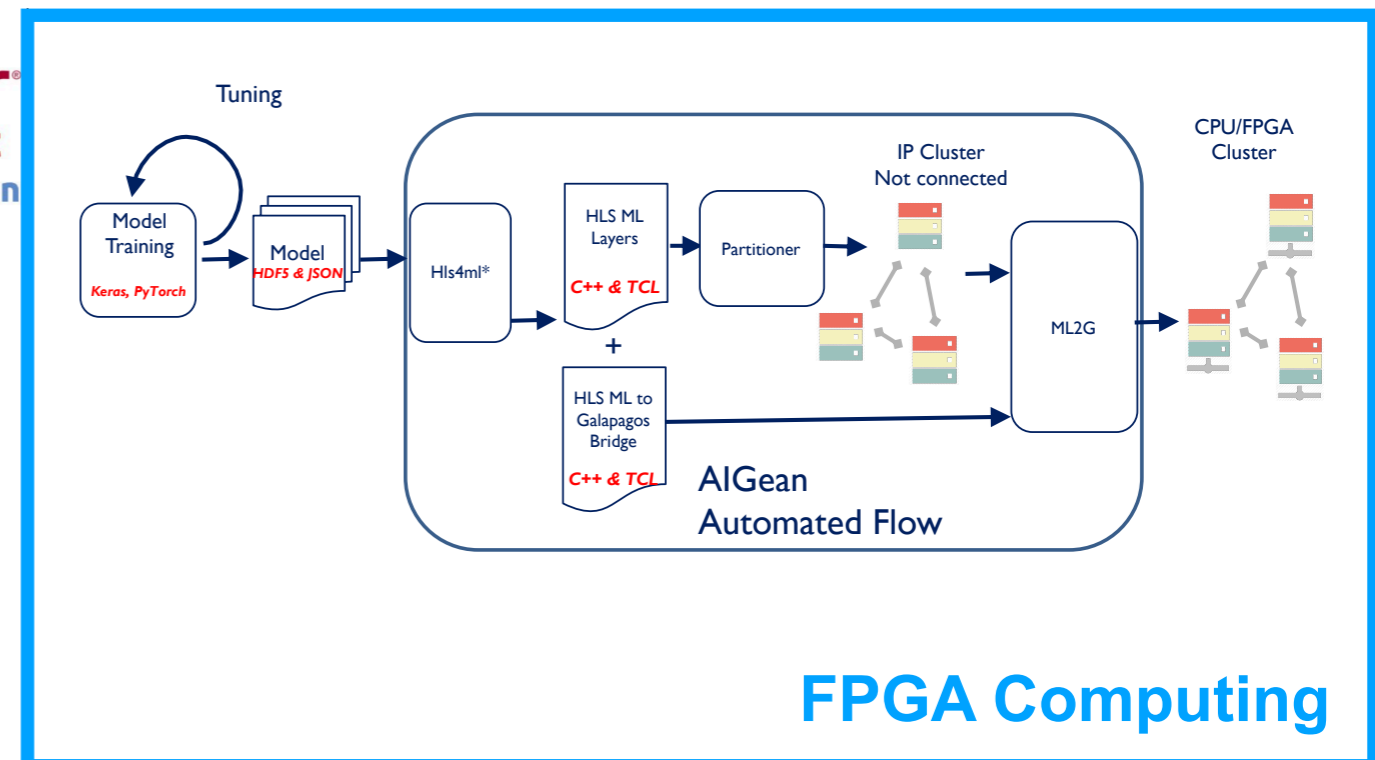 Tuning
Model
Training
Keras, PyTorch
Model
HDF5 & JSON
Hls4ml*
HLS ML
Layers
C++ & TCL
+
HLS ML to
Galapagos
Bridge
C++ & TCL
Partitioner
IP Cluster
Not connected
ML2G
CPU/FPGA
Cluster
AIGean
Automated Flow
FPGA Computing
n
®